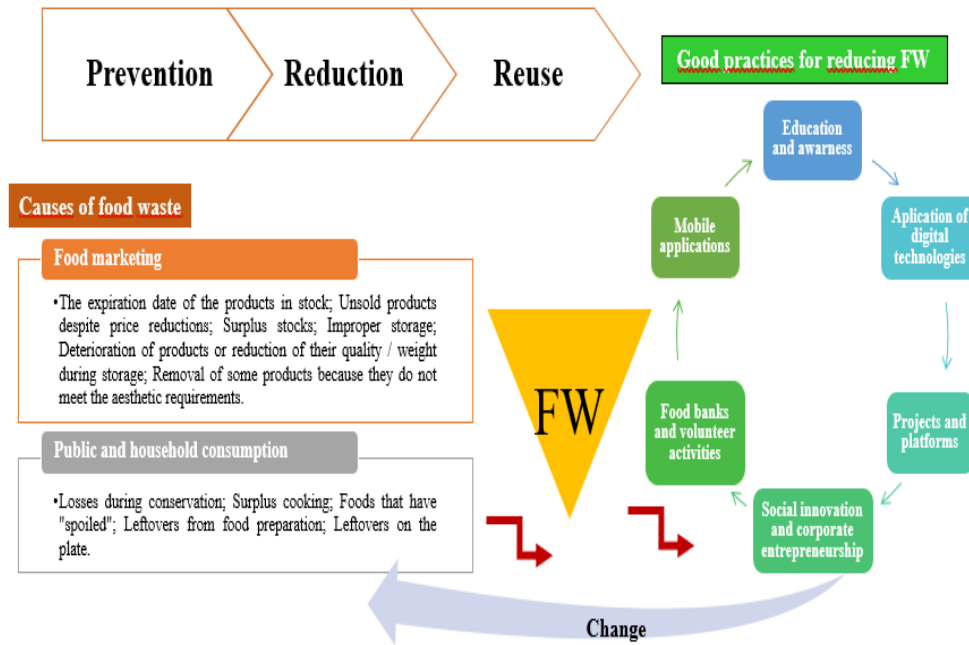 Prevention
Reduction
Reuse
Good practices for reducing FW
Causes of food waste
Food marketing
•The expiration date of the products in stock; Unsold products
despite price reductions; Surplus stocks; Improper storage;
Deterioration of products or reduction of their quality / weight
during storage; Removal of some products because they do not
meet the aesthetic requirements.
Public and household consumption
•Losses during conservation; Surplus cooking; Foods that have
"spoiled"; Leftovers from food preparation; Leftovers on the
plate.
FW
Education
and awarness
Aplication of
digital
technologies
Projects and
platforms
Social innovation
and corporate
entrepreneurship
Food banks
and volunteer
activities
Mobile
applications
Change